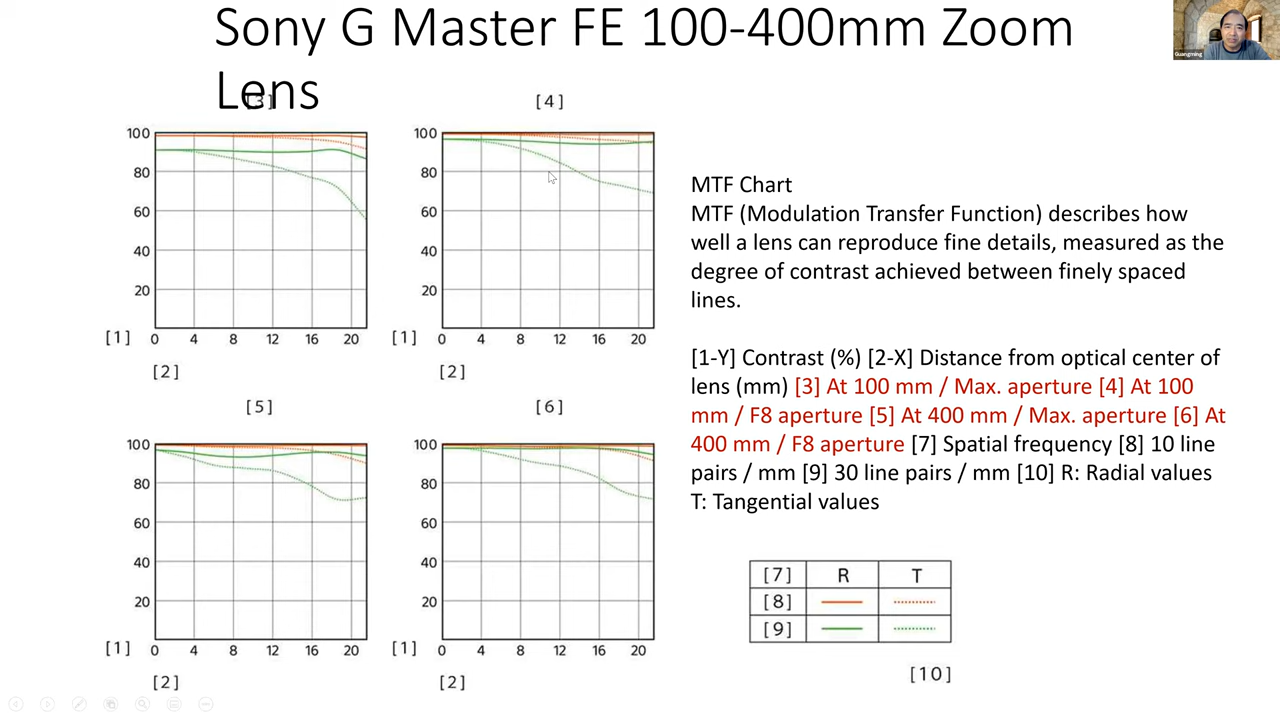 Sony G Master FE 100-400mm Zoom
Lens
Guangming
[3]
[4]
100
80
60
40
20
[1]
0 4 8 12 16 20
[2]
100
80
60
40
20
[1]
0 4 8 12 16 20
[2]
[5]
[6]
100
80
60
40
20
[1]
0 4 8 12 16 20
[2]
100
80
60
40
20
[1]
0 4 8 12 16 20
[2]
MTF Chart
MTF (Modulation Transfer Function) describes how
well a lens can reproduce fine details, measured as the
degree of contrast achieved between finely spaced
lines.
[1-Y] Contrast (%) [2-X] Distance from optical center of
lens (mm) [3] At 100 mm / Max. aperture [4] At 100
mm / F8 aperture [5] At 400 mm / Max. aperture [6] At
400 mm / F8 aperture [7] Spatial frequency [8] 10 line
pairs / mm [9] 30 line pairs / mm [10] R: Radial values
T: Tangential values
[7] R T
[8]
[9]
[10]